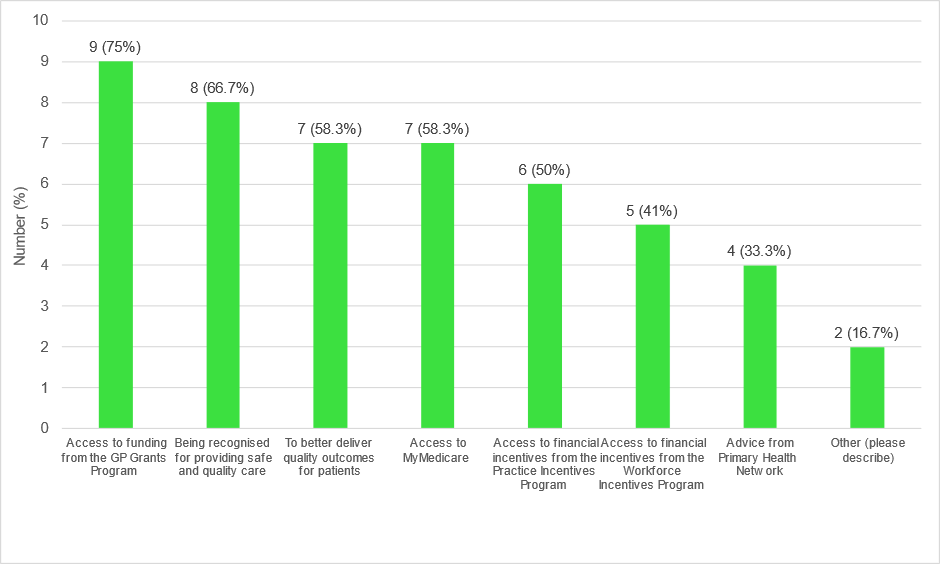 10
9
8
7
6
5
4
3
2
1
0
Number (%)
9 (75%)
8 (66.7%)
7 (58.3%)
7 (58.3%)
6 (50%)
5 (41%)
4 (33.3%)
2 (16.7%)
Access to funding
from the GP Grants
Program
Being recognised
for providing safe
and quality care
To better deliver
quality outcomes
for patients
Access to
MyMedicare
Access to financial
incentives from the
Practice Incentives
Program
Access to financial
incentives from the
Workforce
Incentives Program
Advice from
Primary Health
Network
Other (please
describe)